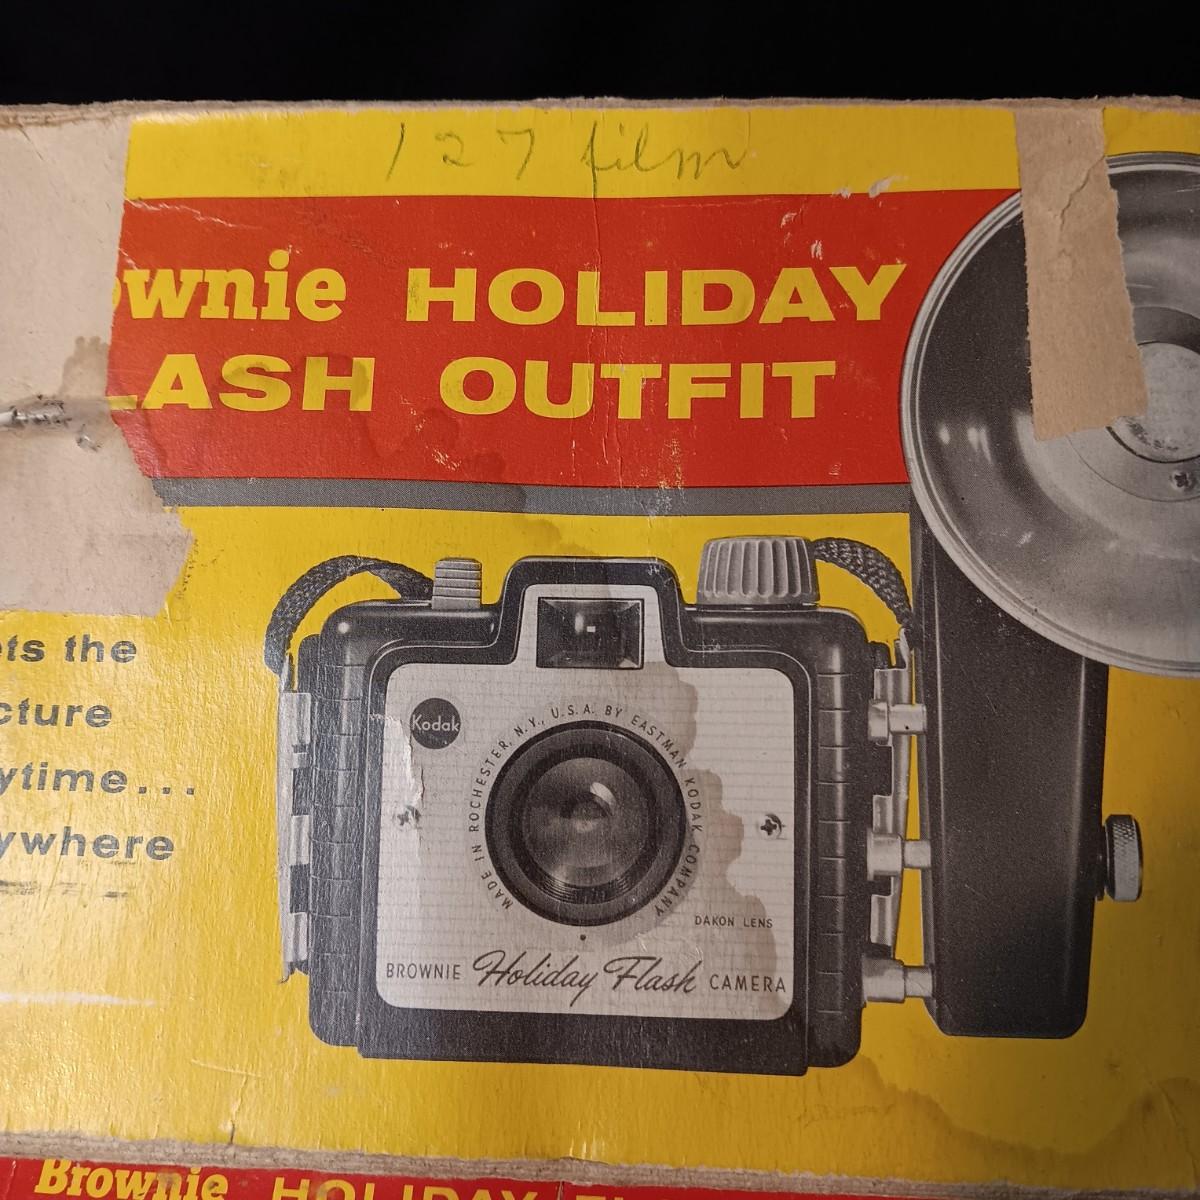 127 film
ownie HOLIDAY
LASH OUTFIT
ets the
cture
ytime...
ywhere
Kodak
MADE IN ROCHESTER, N.Y., U.S.A. BY EASTMAN KODAK COMPANY
DAKON LENS
BROWNIE Holiday Flash CAMERA
Brownie HOLIDAY FL